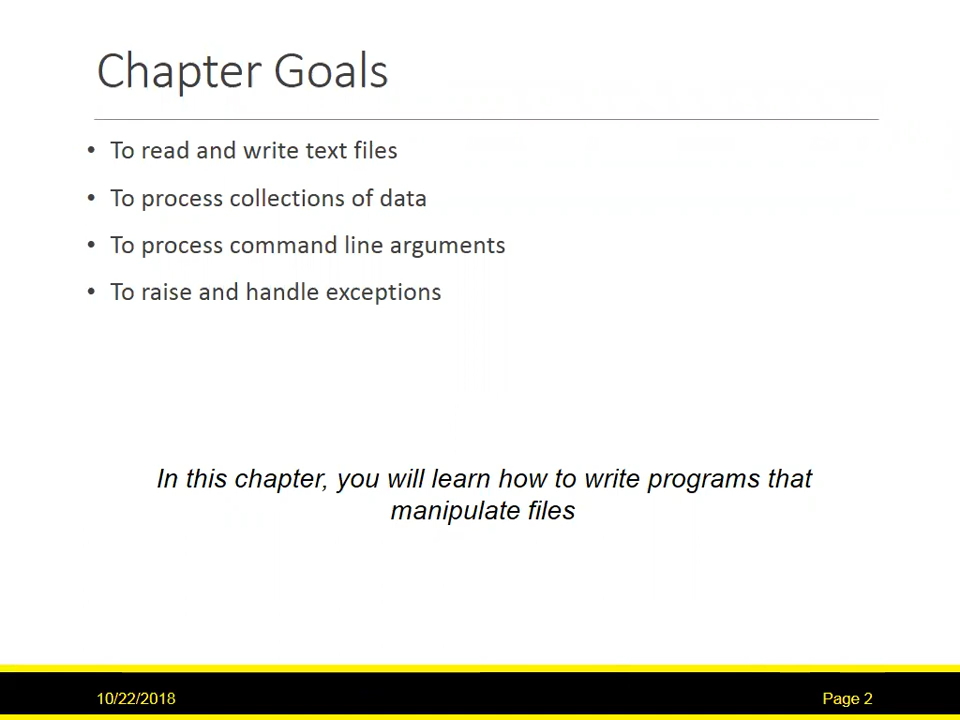 Chapter Goals
• To read and write text files
• To process collections of data
• To process command line arguments
• To raise and handle exceptions
In this chapter, you will learn how to write programs that
manipulate files
10/22/2018
Page 2